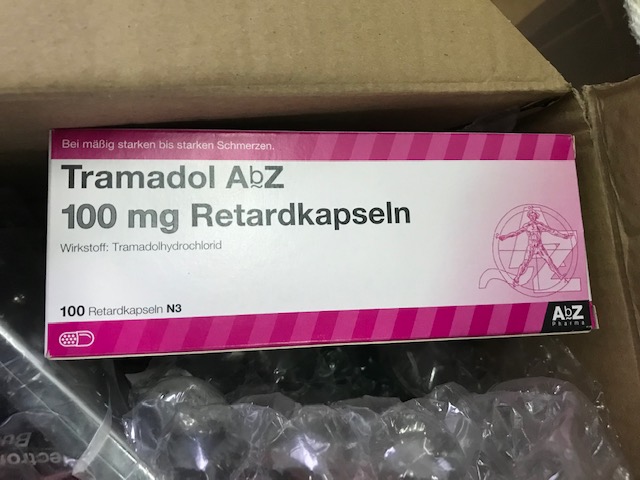 Bei mäßig starken bis starken Schmerzen.
Tramadol AbZ
100 mg Retardkapseln
Wirkstoff: Tramadolhydrochlorid
100 Retardkapseln N3
AbZ
Pharma